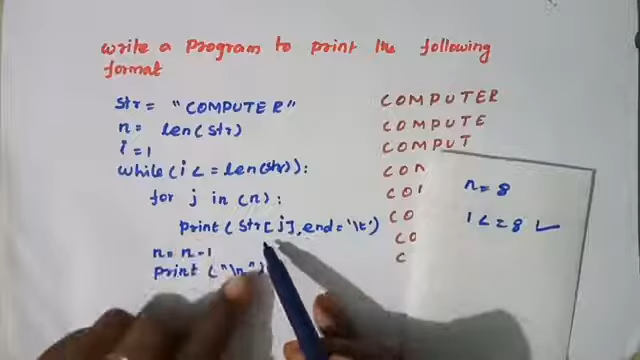 write a program to print the following
format
str= "COMPUTER"
n= len(str)
i=1
while(i<=len(str)):
for j in (n):
print(str[j],end='\t')
n= n-1
print("\n")
COMPUTER
COMPUTE
COMPUT
CO
CO
CO
CO
C
n=8
1<=8 ✓